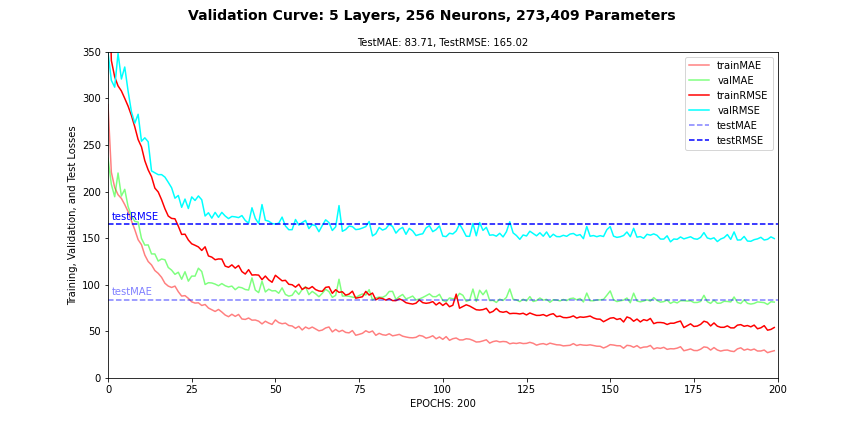 Validation Curve: 5 Layers, 256 Neurons, 273,409 Parameters
TestMAE: 83.71, TestRMSE: 165.02
Training, Validation, and Test Losses
350
300
250
200
150
100
50
0
testRMSE
testMAE
trainMAE
valMAE
trainRMSE
valRMSE
testMAE
testRMSE
0 25 50 75 100 125 150 175 200
EPOCHS: 200